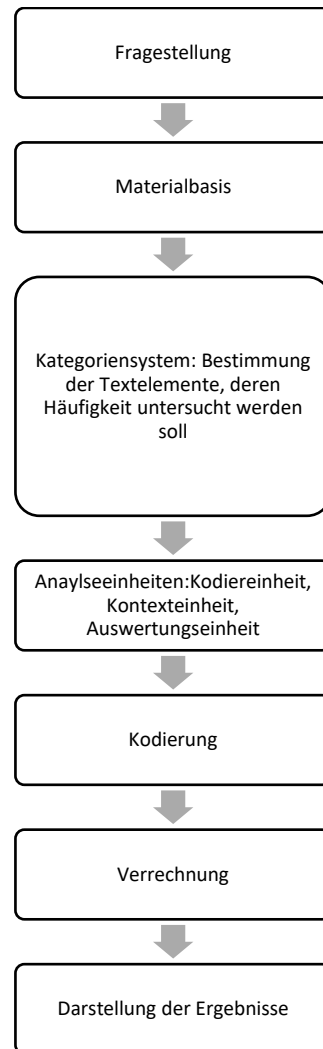 Fragestellung
Materialbasis
Kategoriensystem: Bestimmung
der Textelemente, deren
Häufigkeit untersucht werden
soll
Anaylseeinheiten:Kodiereinheit,
Kontexteinheit,
Auswertungseinheit
Kodierung
Verrechnung
Darstellung der Ergebnisse